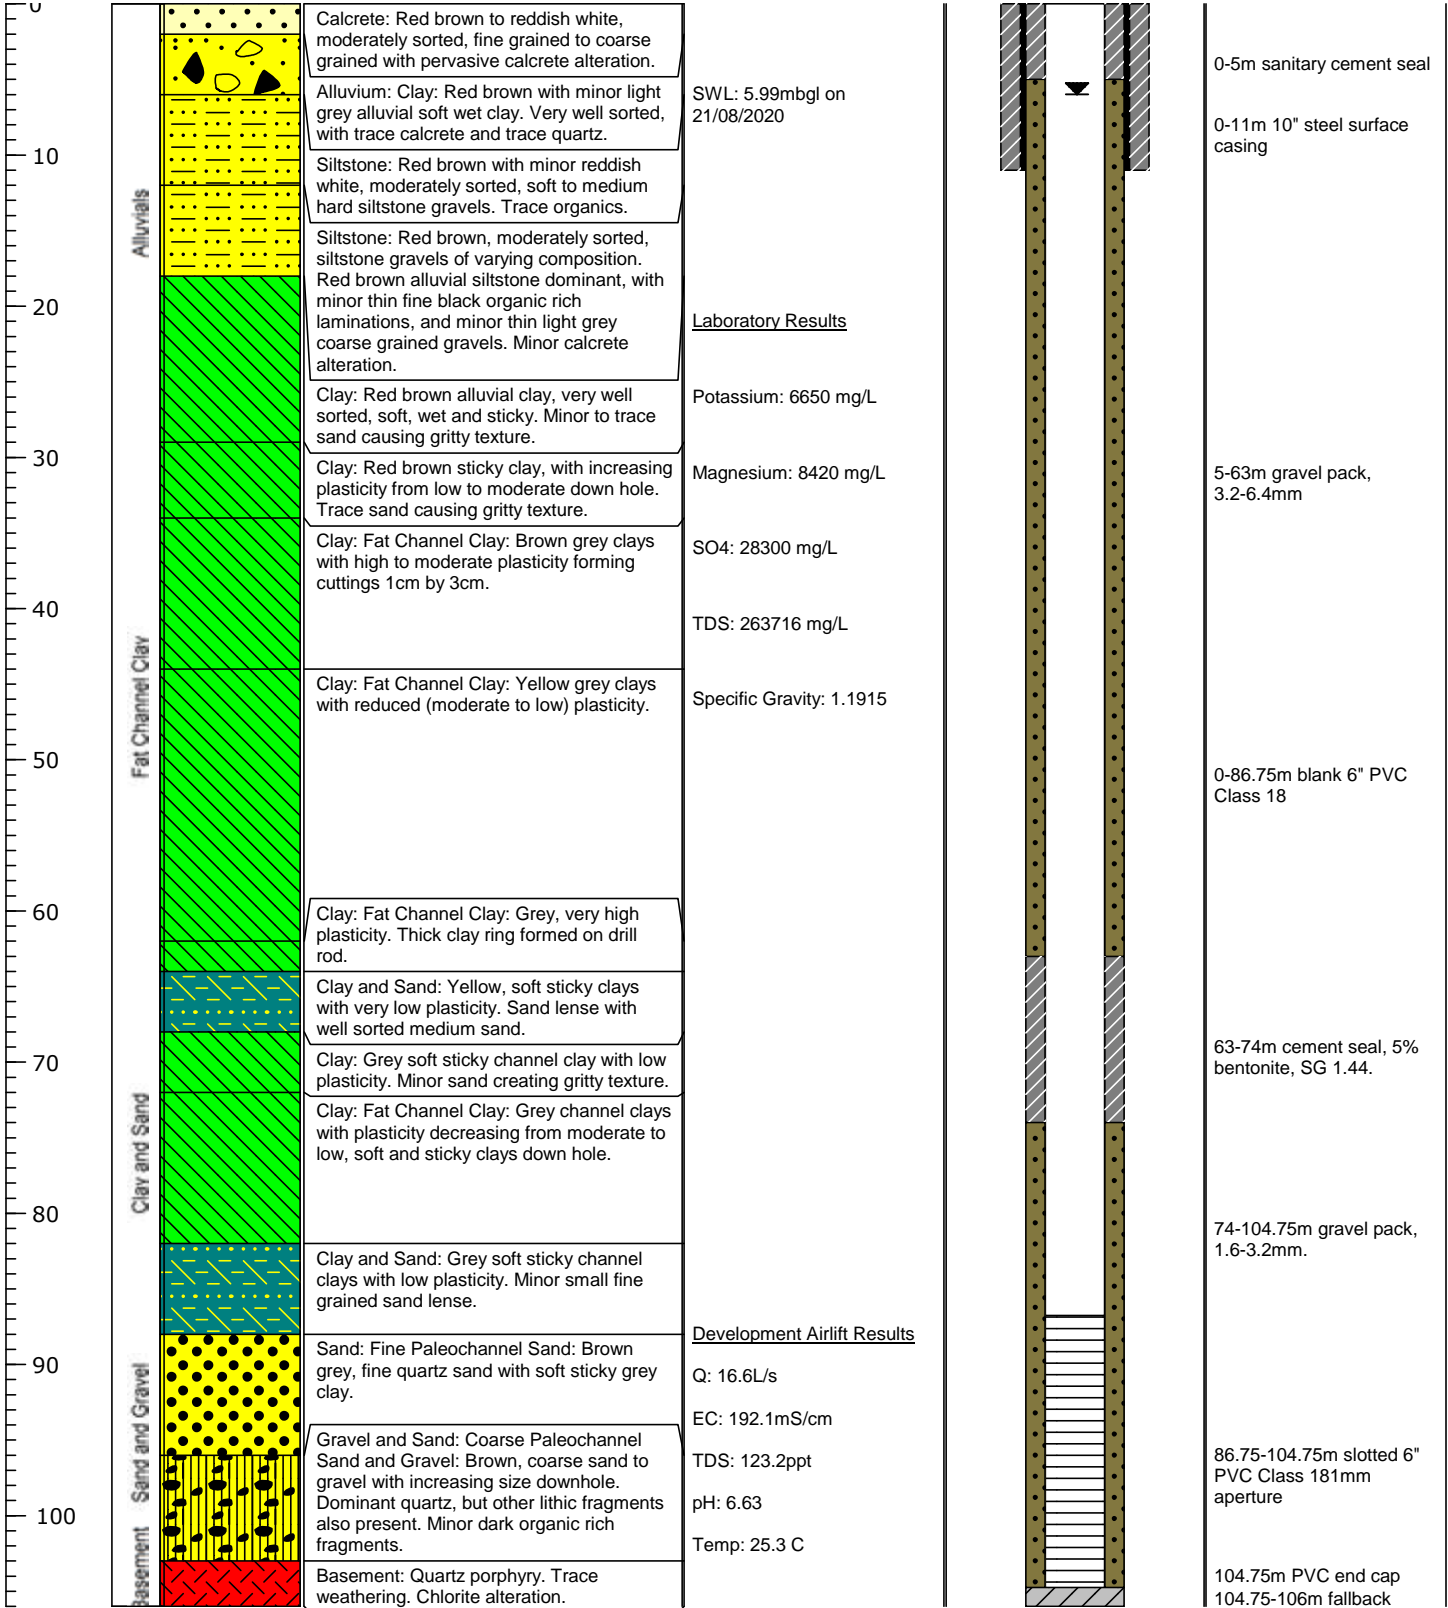 0
10
20
30
40
50
60
70
80
90
100
Alluvials
Fat Channel Clay
Clay and Sand
Sand and Gravel
Basement
Calcrete: Red brown to reddish white,
moderately sorted, fine grained to coarse
grained with pervasive calcrete alteration.
Alluvium: Clay: Red brown with minor light
grey alluvial soft wet clay. Very well sorted,
with trace calcrete and trace quartz.
Siltstone: Red brown with minor reddish
white, moderately sorted, soft to medium
hard siltstone gravels. Trace organics.
Siltstone: Red brown, moderately sorted,
siltstone gravels of varying composition.
Red brown alluvial siltstone dominant, with
minor thin fine black organic rich
laminations, and minor thin light grey
coarse grained gravels. Minor calcrete
alteration.
Clay: Red brown alluvial clay, very well
sorted, soft, wet and sticky. Minor to trace
sand causing gritty texture.
Clay: Red brown sticky clay, with increasing
plasticity from low to moderate down hole.
Trace sand causing gritty texture.
Clay: Fat Channel Clay: Brown grey clays
with high to moderate plasticity forming
cuttings 1cm by 3cm.
Clay: Fat Channel Clay: Yellow grey clays
with reduced (moderate to low) plasticity.
Clay: Fat Channel Clay: Grey, very high
plasticity. Thick clay ring formed on drill
rod.
Clay and Sand: Yellow, soft sticky clays
with very low plasticity. Sand lense with
well sorted medium sand.
Clay: Grey soft sticky channel clay with low
plasticity. Minor sand creating gritty texture.
Clay: Fat Channel Clay: Grey channel clays
with plasticity decreasing from moderate to
low, soft and sticky clays down hole.
Clay and Sand: Grey soft sticky channel
clays with low plasticity. Minor small fine
grained sand lense.
Sand: Fine Paleochannel Sand: Brown
grey, fine quartz sand with soft sticky grey
clay.
Gravel and Sand: Coarse Paleochannel
Sand and Gravel: Brown, coarse sand to
gravel with increasing size downhole.
Dominant quartz, but other lithic fragments
also present. Minor dark organic rich
fragments.
Basement: Quartz porphyry. Trace
weathering. Chlorite alteration.
SWL: 5.99mbgl on
21/08/2020
Laboratory Results
Potassium: 6650 mg/L
Magnesium: 8420 mg/L
SO4: 28300 mg/L
TDS: 263716 mg/L
Specific Gravity: 1.1915
Development Airlift Results
Q: 16.6L/s
EC: 192.1mS/cm
TDS: 123.2ppt
pH: 6.63
Temp: 25.3 C
0-5m sanitary cement seal
0-11m 10" steel surface
casing
5-63m gravel pack,
3.2-6.4mm
0-86.75m blank 6" PVC
Class 18
63-74m cement seal, 5%
bentonite, SG 1.44.
74-104.75m gravel pack,
1.6-3.2mm.
86.75-104.75m slotted 6"
PVC Class 181mm
aperture
104.75m PVC end cap
104.75-106m fallback